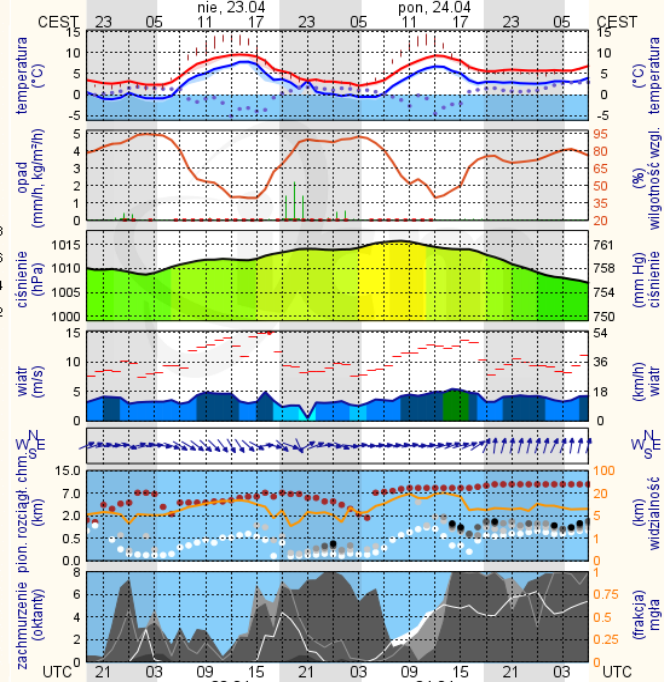 nie, 23.04 pon, 24.04
CEST 23 05 11 17 23 05 11 17 23 05 CEST
temperatura
(°C)
15
10
5
0
-5
15
10
5
0
-5
temperatura
(°C)
opad
(mm/h, kg/m²/h)
5
4
3
2
1
0
95
80
65
50
35
20
(%)
wilgotność wzgl.
ciśnienie
(hPa)
1015
1010
1005
1000
761
758
754
750
(mm Hg)
ciśnienie
wiatr
(m/s)
15
10
5
0
54
36
18
0
(km/h)
wiatr
N
W E
S
N
W E
S
pion. rozciągł. chm.
(km)
15.0
7.0
2.0
0.5
0.0
100
20
5
1
0
(km)
widzialność
zachmurzenie
(oktanty)
8
6
4
2
0
1
0.75
0.5
0.25
0
(frakcja)
mgła
UTC 21 03 09 15 21 03 09 15 21 03 UTC